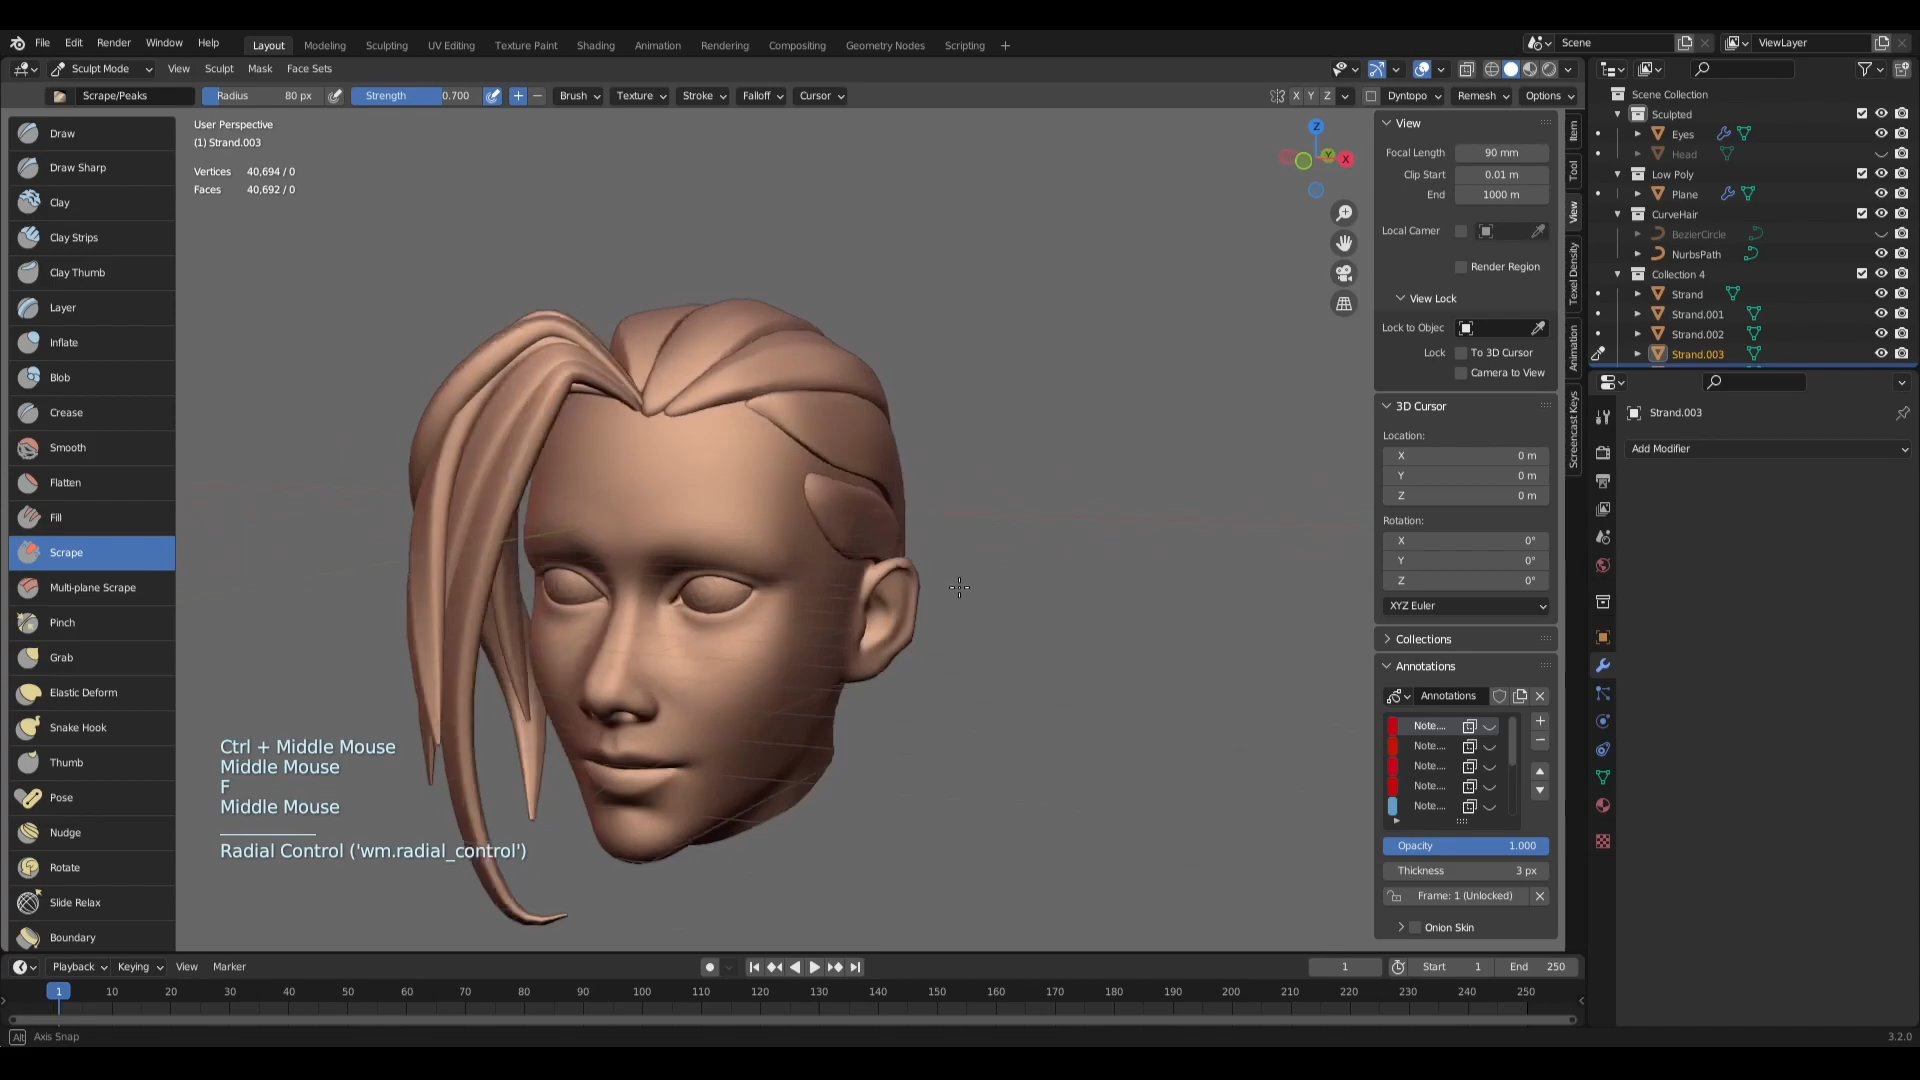 File Edit Render Window Help Layout Modeling Sculpting UV Editing Texture Paint Shading Animation Rendering Compositing Geometry Nodes Scripting + Scene ViewLayer
Sculpt Mode View Sculpt Mask Face Sets
Scrape/Peaks Radius 80 px Strength 0.700 Brush Texture Stroke Falloff Cursor X Y Z Dyntopo Remesh Options
Draw
Draw Sharp
Clay
Clay Strips
Clay Thumb
Layer
Inflate
Blob
Crease
Smooth
Flatten
Fill
Scrape
Multi-plane Scrape
Pinch
Grab
Elastic Deform
Snake Hook
Thumb
Pose
Nudge
Rotate
Slide Relax
Boundary
User Perspective
(1) Strand.003
Vertices 40,694 / 0
Faces 40,692 / 0
Z
Y
X
Ctrl + Middle Mouse
Middle Mouse
F
Middle Mouse
Radial Control ('wm.radial_control')
View
Focal Length 90 mm
Clip Start 0.01 m
End 1000 m
Local Camer
Render Region
View Lock
Lock to Objec
Lock To 3D Cursor
Camera to View
3D Cursor
Location:
X 0 m
Y 0 m
Z 0 m
Rotation:
X 0°
Y 0°
Z 0°
XYZ Euler
Collections
Annotations
Annotations
Note....
Note....
Note....
Note....
Note....
Opacity 1.000
Thickness 3 px
Frame: 1 (Unlocked)
Onion Skin
Item
Tool
View
Texel Density
Animation
Screencast Keys
Scene Collection
Sculpted
Eyes
Head
Low Poly
Plane
CurveHair
BezierCircle
NurbsPath
Collection 4
Strand
Strand.001
Strand.002
Strand.003
Strand.003
Add Modifier
Playback Keying View Marker 1 Start 1 End 250
1 10 20 30 40 50 60 70 80 90 100 110 120 130 140 150 160 170 180 190 200 210 220 230 240 250
Alt Axis Snap 3.2.0